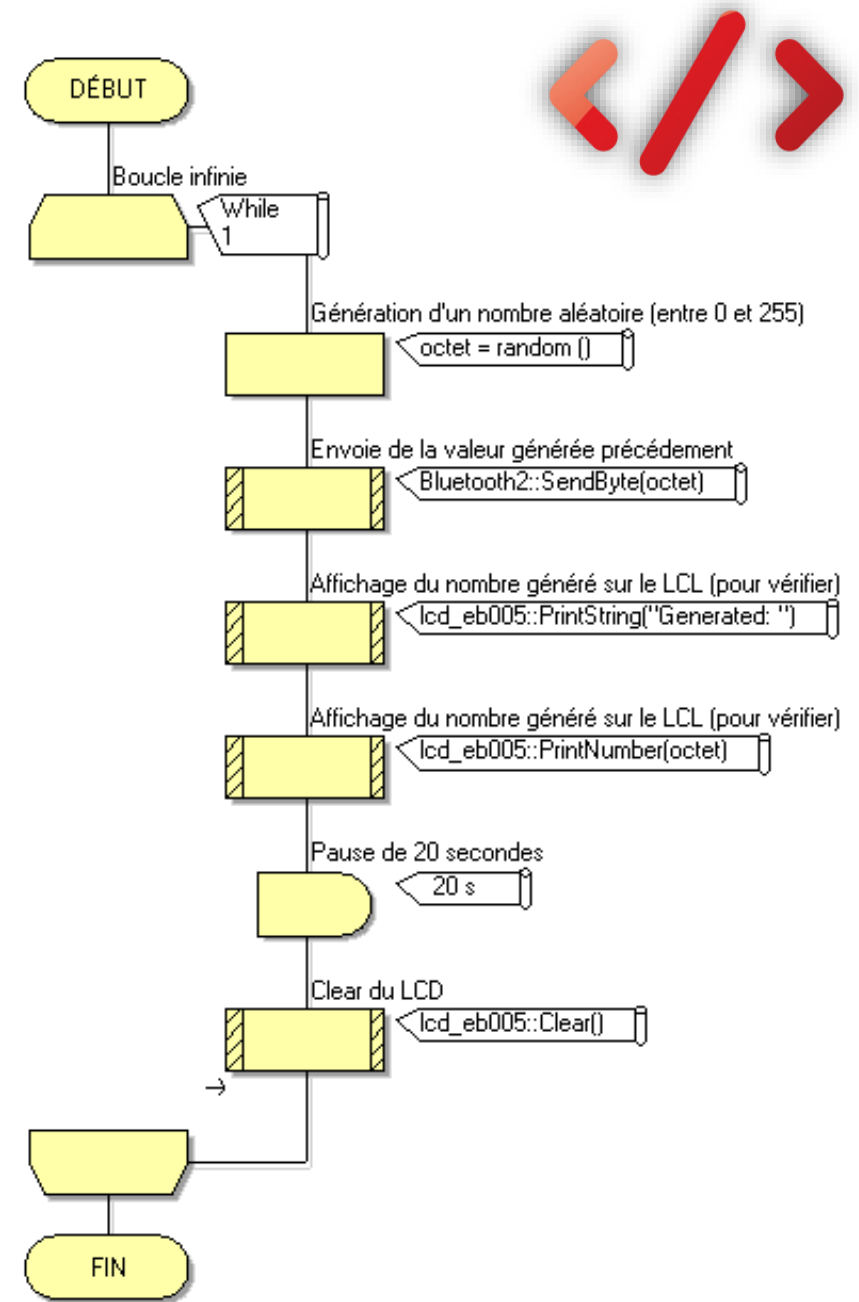 DÉBUT
Boucle infinie
While
1
Génération d'un nombre aléatoire (entre 0 et 255)
octet = random ()
Envoie de la valeur générée précédement
Bluetooth2::SendByte(octet)
Affichage du nombre généré sur le LCL (pour vérifier)
lcd_eb005::PrintString("Generated: ")
Affichage du nombre généré sur le LCL (pour vérifier)
lcd_eb005::PrintNumber(octet)
Pause de 20 secondes
20 s
Clear du LCD
lcd_eb005::Clear()
FIN